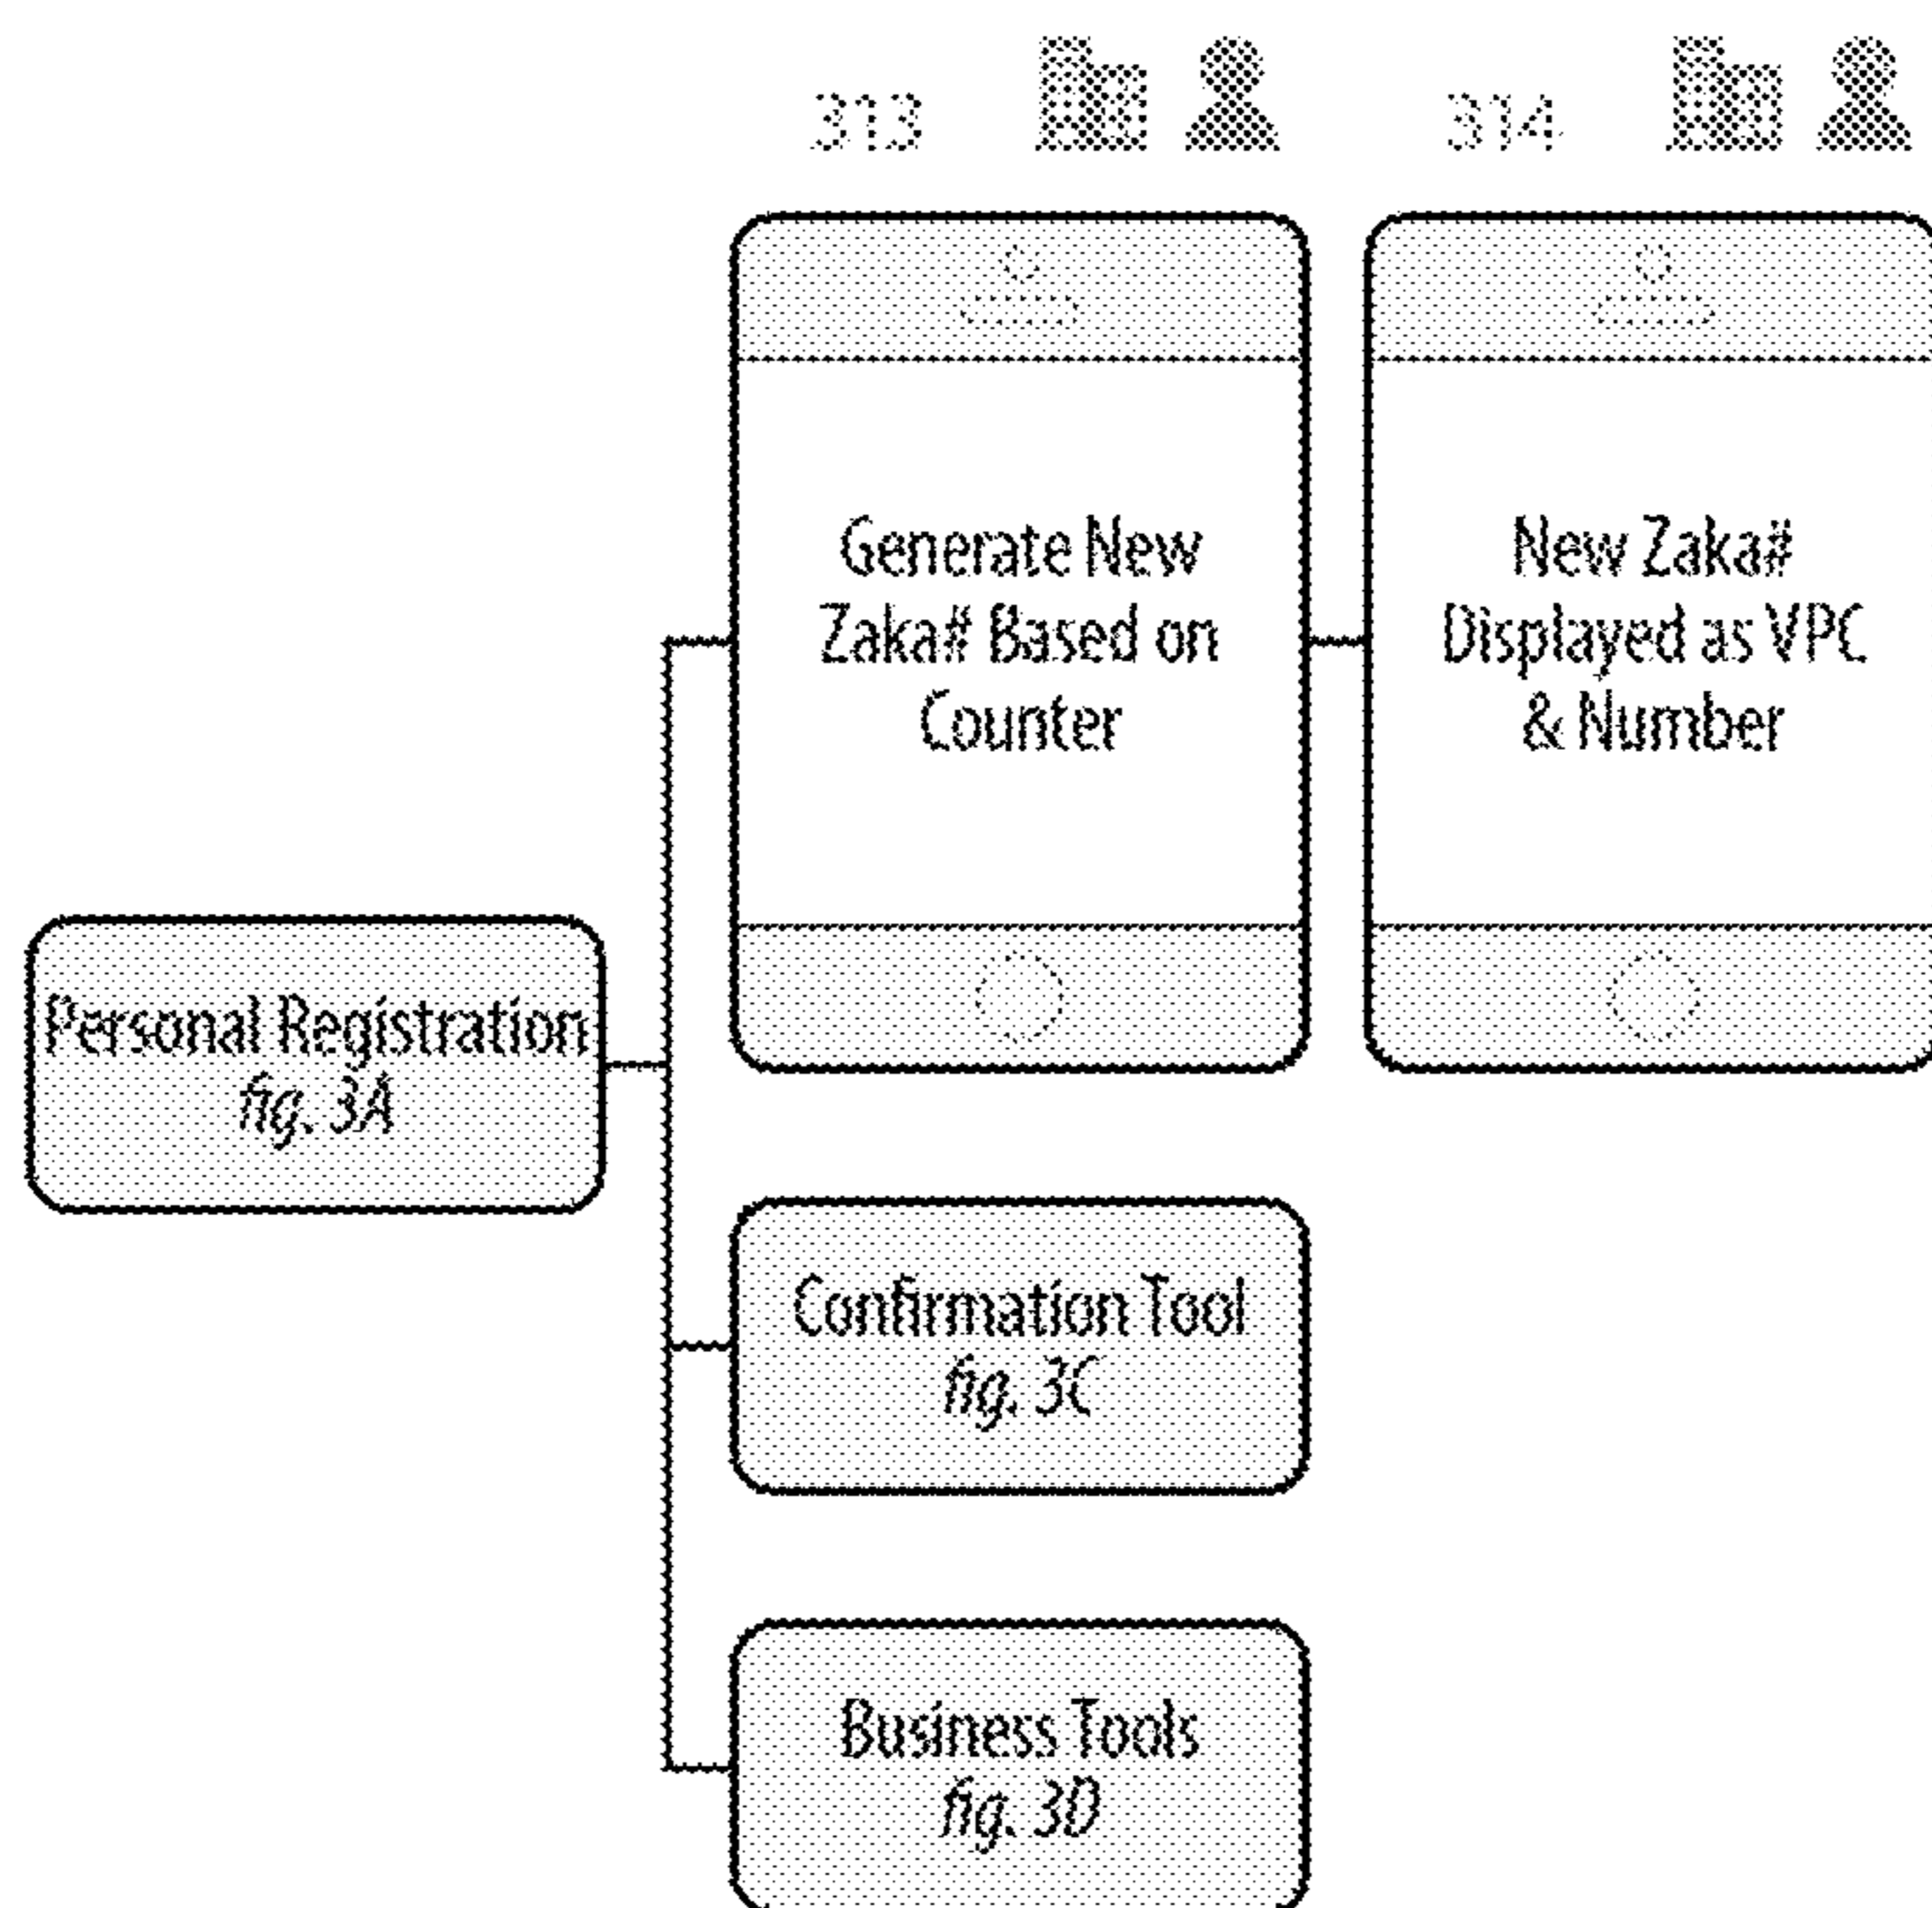 313
314
Generate New
Zaka# Based on
Counter
New Zaka#
Displayed as VPC
& Number
Personal Registration
fig. 3A
Confirmation Tool
fig. 3C
Business Tools
fig. 3D